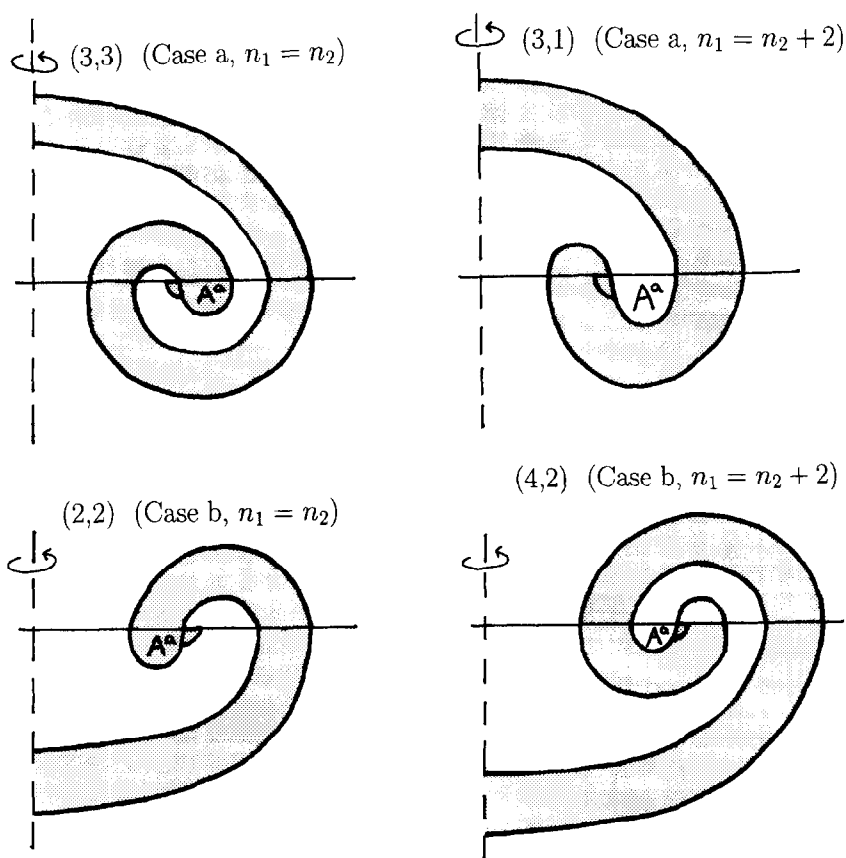 (3,3) (Case a, n₁ = n₂)
(3,1) (Case a, n₁ = n₂ + 2)
Aᵃ
Aᵃ
(2,2) (Case b, n₁ = n₂)
(4,2) (Case b, n₁ = n₂ + 2)
Aᵃ
Aᵃ